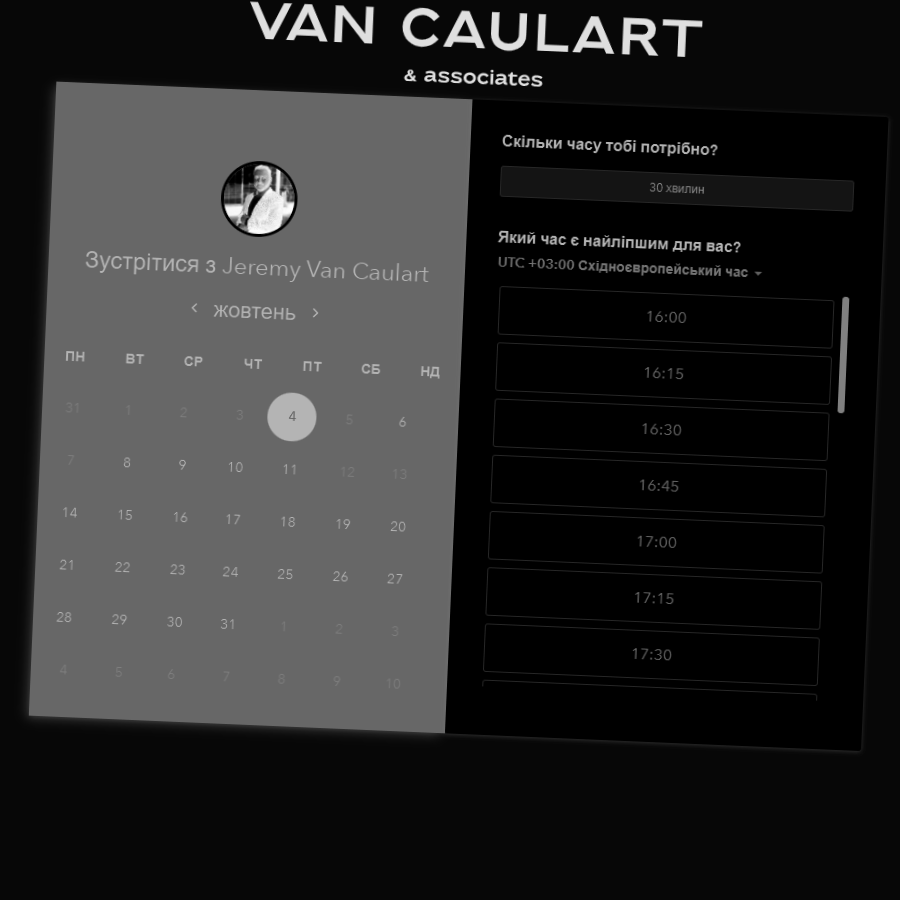 VAN CAULART
& associates
Зустрітися з Jeremy Van Caulart
жовтень
ПН ВТ СР ЧТ ПТ СБ НД
31 1 2 3 4 5 6
7 8 9 10 11 12 13
14 15 16 17 18 19 20
21 22 23 24 25 26 27
28 29 30 31 1 2 3
4 5 6 7 8 9 10
Скільки часу тобі потрібно?
30 хвилин
Який час є найліпшим для вас?
UTC +03:00 Східноєвропейський час
16:00
16:15
16:30
16:45
17:00
17:15
17:30